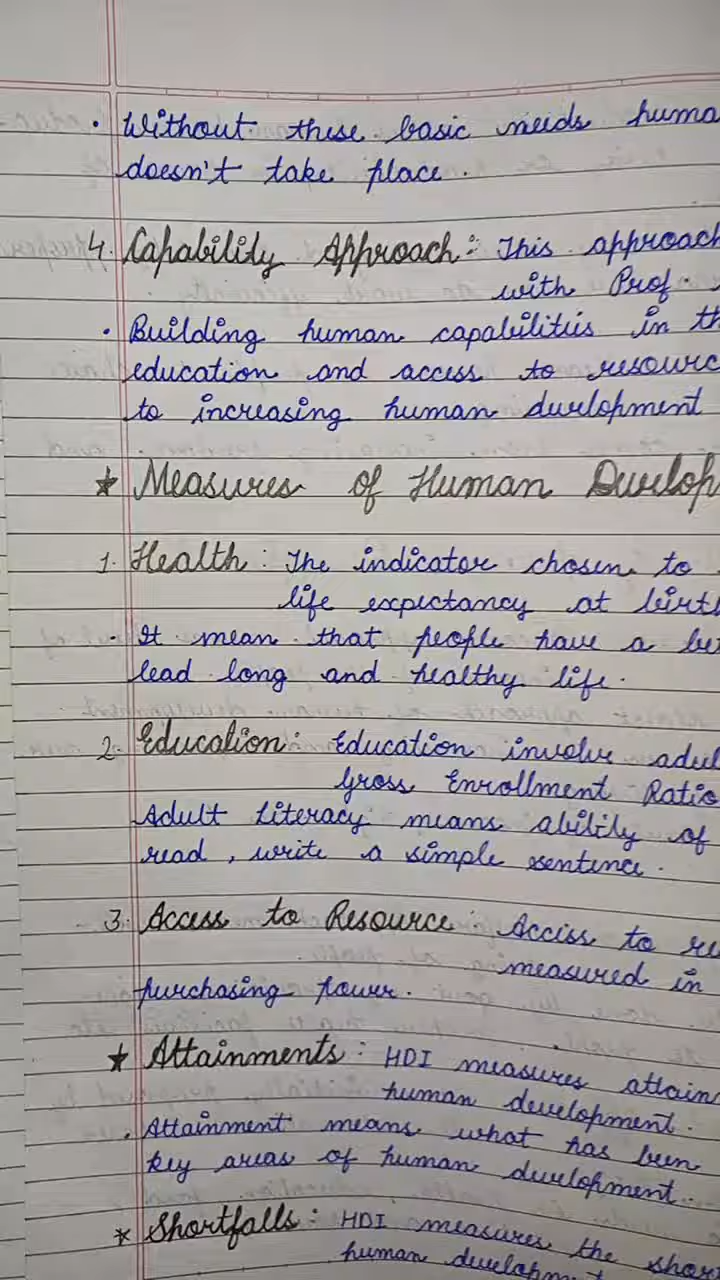 • Without these basic needs huma
doesn't take place.
4. Capability Approach: This approach
with Prof.
• Building human capabilities in th
education and access to resourc
to increasing human development
★ Measures of Human Develop
1. Health: The indicator chosen to
life expectancy at birth
• It mean that people have a be
lead long and healthy life.
2. Education: Education involve adul
Gross Enrollment Ratio
Adult Literacy means ability of
read, write a simple sentence.
3. Access to Resource: Access to re
measured in
purchasing power.
★ Attainments: HDI measures attain
human development.
• Attainment means what has been
key areas of human development.
★ Shortfalls: HDI measures the short
human developm